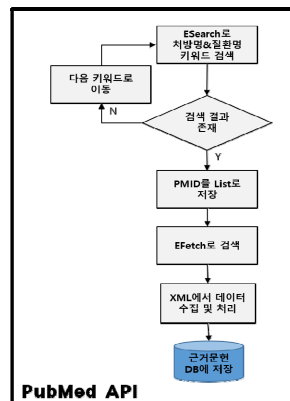 ESearch로
처방명&질환명
키워드 검색
다음 키워드로
이동
N
검색 결과
존재
Y
PMID를 List로
저장
EFetch로 검색
XML에서 데이터
수집 및 처리
근거문헌
DB에 저장
PubMed API